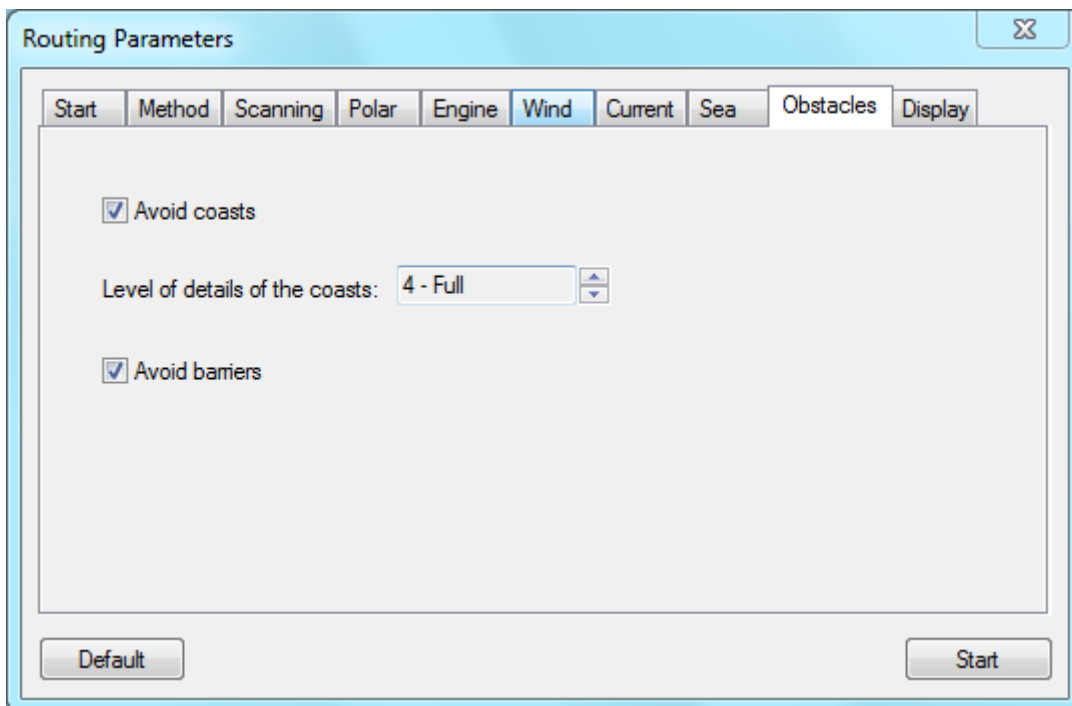 Routing Parameters
Start Method Scanning Polar Engine Wind Current Sea Obstacles Display
Avoid coasts
Level of details of the coasts: 4 - Full
Avoid barriers
Default Start